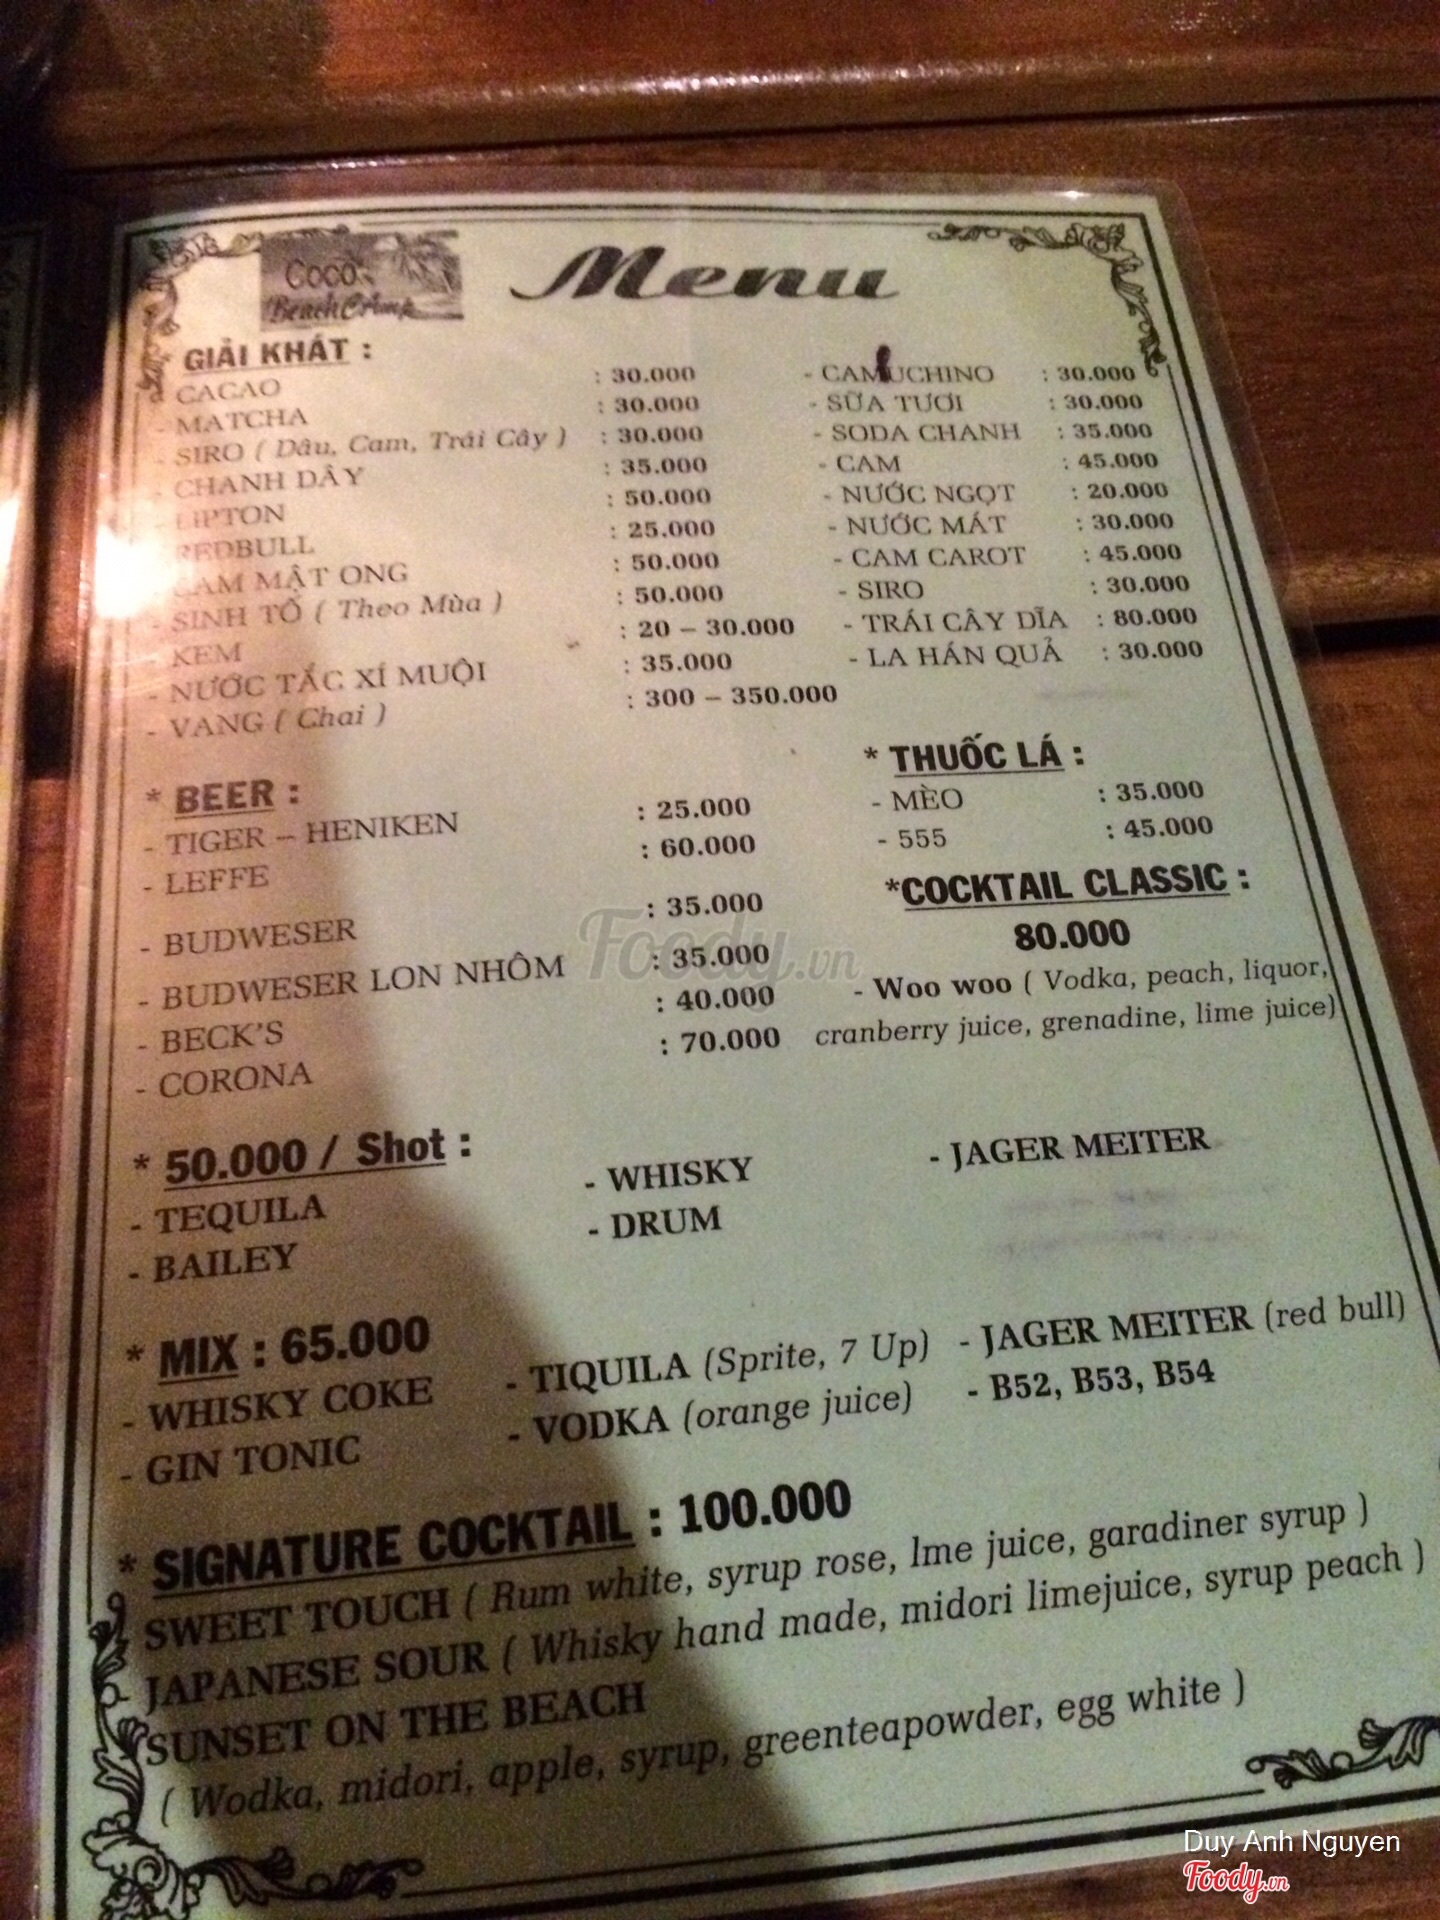 Coco Beach Camp
Menu
* GIẢI KHÁT :
- CACAO : 30.000 - CAMUCHINO : 30.000
- MATCHA : 30.000 - SỮA TƯƠI : 30.000
- SIRO ( Dâu, Cam, Trái Cây ) : 30.000 - SODA CHANH : 35.000
- CHANH DÂY : 35.000 - CAM : 45.000
- LIPTON : 50.000 - NƯỚC NGỌT : 20.000
- REDBULL : 25.000 - NƯỚC MÁT : 30.000
- CAM MẬT ONG : 50.000 - CAM CAROT : 45.000
- SINH TỐ ( Theo Mùa ) : 50.000 - SIRO : 30.000
- KEM : 20 – 30.000 - TRÁI CÂY DĨA : 80.000
- NƯỚC TẮC XÍ MUỘI : 35.000 - LA HÁN QUẢ : 30.000
- VANG ( Chai ) : 300 – 350.000
* BEER :
- TIGER – HENIKEN : 25.000
- LEFFE : 60.000
- BUDWESER : 35.000
- BUDWESER LON NHÔM : 35.000
- BECK'S : 40.000
- CORONA : 70.000
* THUỐC LÁ :
- MÈO : 35.000
- 555 : 45.000
*COCKTAIL CLASSIC :
80.000
- Woo woo ( Vodka, peach, liquor,
cranberry juice, grenadine, lime juice)
* 50.000 / Shot :
- TEQUILA - WHISKY - JAGER MEITER
- BAILEY - DRUM
* MIX : 65.000
- WHISKY COKE - TIQUILA (Sprite, 7 Up) - JAGER MEITER (red bull)
- GIN TONIC - VODKA (orange juice) - B52, B53, B54
* SIGNATURE COCKTAIL : 100.000
SWEET TOUCH ( Rum white, syrup rose, lme juice, garadiner syrup )
JAPANESE SOUR ( Whisky hand made, midori limejuice, syrup peach )
SUNSET ON THE BEACH
( Wodka, midori, apple, syrup, greenteapowder, egg white )
Foody.vn
Duy Anh Nguyen
Foody.vn